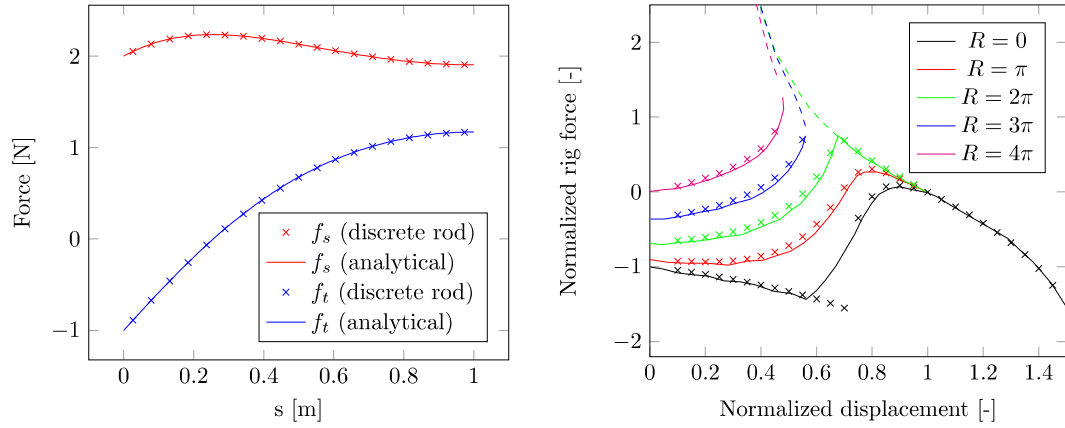 Force [N]
2
1
0
−1
0
0.2
0.4
0.6
0.8
1
s [m]
f_s (discrete rod)
f_s (analytical)
f_t (discrete rod)
f_t (analytical)
Normalized rig force [-]
2
1
0
−1
−2
0
0.2
0.4
0.6
0.8
1
1.2
1.4
Normalized displacement [-]
R = 0
R = π
R = 2π
R = 3π
R = 4π